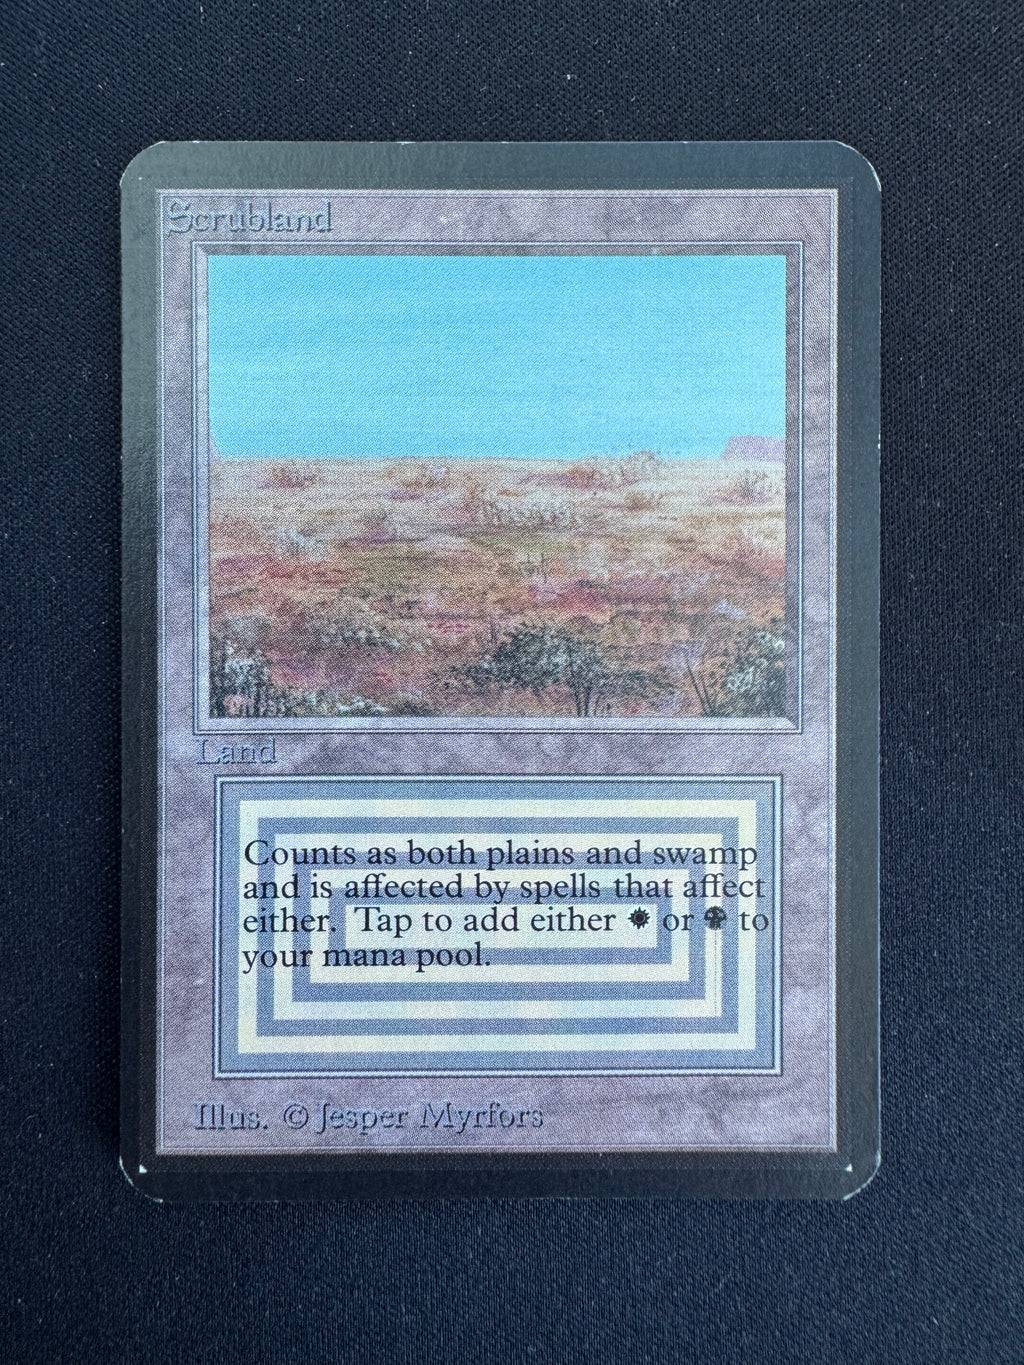 Scrubland
Land
Counts as both plains and swamp
and is affected by spells that affect
either. Tap to add either or to
your mana pool.
Illus. © Jesper Myrfors